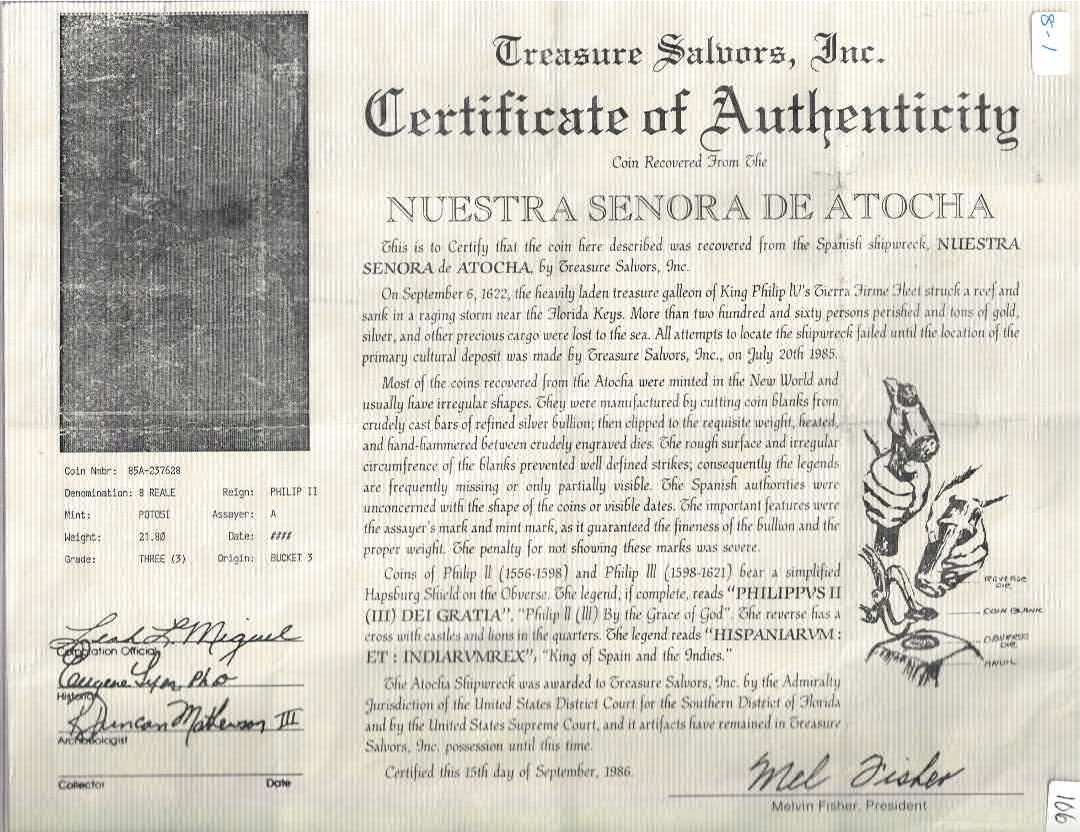 8-1
Treasure Salvors, Inc.
Certificate of Authenticity
Coin Recovered From The
NUESTRA SENORA DE ATOCHA
This is to Certify that the coin here described was recovered from the Spanish shipwreck, NUESTRA
SENORA de ATOCHA, by Treasure Salvors, Inc.
On September 6, 1622, the heavily laden treasure galleon of King Philip IV's Tierra Firme Fleet struck a reef and
sank in a raging storm near the Florida Keys. More than two hundred and sixty persons perished and tons of gold,
silver, and other precious cargo were lost to the sea. All attempts to locate the shipwreck failed until the location of the
primary cultural deposit was made by Treasure Salvors, Inc., on July 20th 1985.
Most of the coins recovered from the Atocha were minted in the New World and
usually have irregular shapes. They were manufactured by cutting coin blanks from
crudely cast bars of refined silver bullion; then clipped to the requisite weight, heated,
and hand-hammered between crudely engraved dies. The rough surface and irregular
circumfrence of the blanks prevented well defined strikes; consequently the legends
are frequently missing or only partially visible. The Spanish authorities were
unconcerned with the shape of the coins or visible dates. The important features were
the assayer's mark and mint mark, as it guaranteed the fineness of the bullion and the
proper weight. The penalty for not showing these marks was severe.
Coins of Philip II (1556-1598) and Philip III (1598-1621) bear a simplified
Hapsburg Shield on the Obverse. The legend, if complete, reads "PHILIPPVS II
(III) DEI GRATIA", "Philip II (III) By the Grace of God". The reverse has a
cross with castles and lions in the quarters. The legend reads "HISPANIARVM :
ET : INDIARVMREX", "King of Spain and the Indies."
The Atocha Shipwreck was awarded to Treasure Salvors, Inc. by the Admiralty
Jurisdiction of the United States District Court for the Southern District of Florida
and by the United States Supreme Court, and it artifacts have remained in Treasure
Salvors, Inc. possession until this time.
Certified this 15th day of September, 1986.
REVERSE
DIE
COIN BLANK
OBVERSE
DIE
ANVIL
Mel Fisher
Melvin Fisher, President
Coin Nmbr: 85A-237628
Denomination: 8 REALE Reign: PHILIP II
Mint: POTOSI Assayer: A
Weight: 21.80 Date: ####
Grade: THREE (3) Origin: BUCKET 3
Leah L Miguel
Corporation Official
Eugene Lyon, PhD
Historian
R Duncan Mathewson III
Archaeologist
Collector Date
106